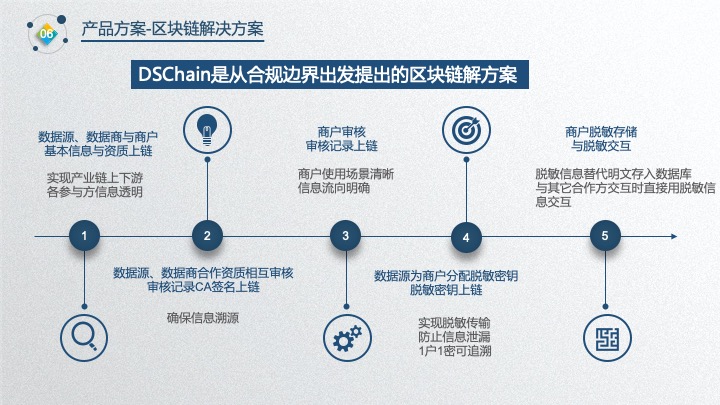 06
产品方案-区块链解决方案
DSChain是从合规边界出发提出的区块链解方案
数据源、数据商与商户
基本信息与资质上链
实现产业链上下游
各参与方信息透明
商户审核
审核记录上链
商户使用场景清晰
信息流向明确
商户脱敏存储
与脱敏交互
脱敏信息替代明文存入数据库
与其它合作方交互时直接用脱敏信
息交互
1
2
3
4
5
数据源、数据商合作资质相互审核
审核记录CA签名上链
确保信息溯源
数据源为商户分配脱敏密钥
脱敏密钥上链
实现脱敏传输
防止信息泄漏
1户1密可追溯